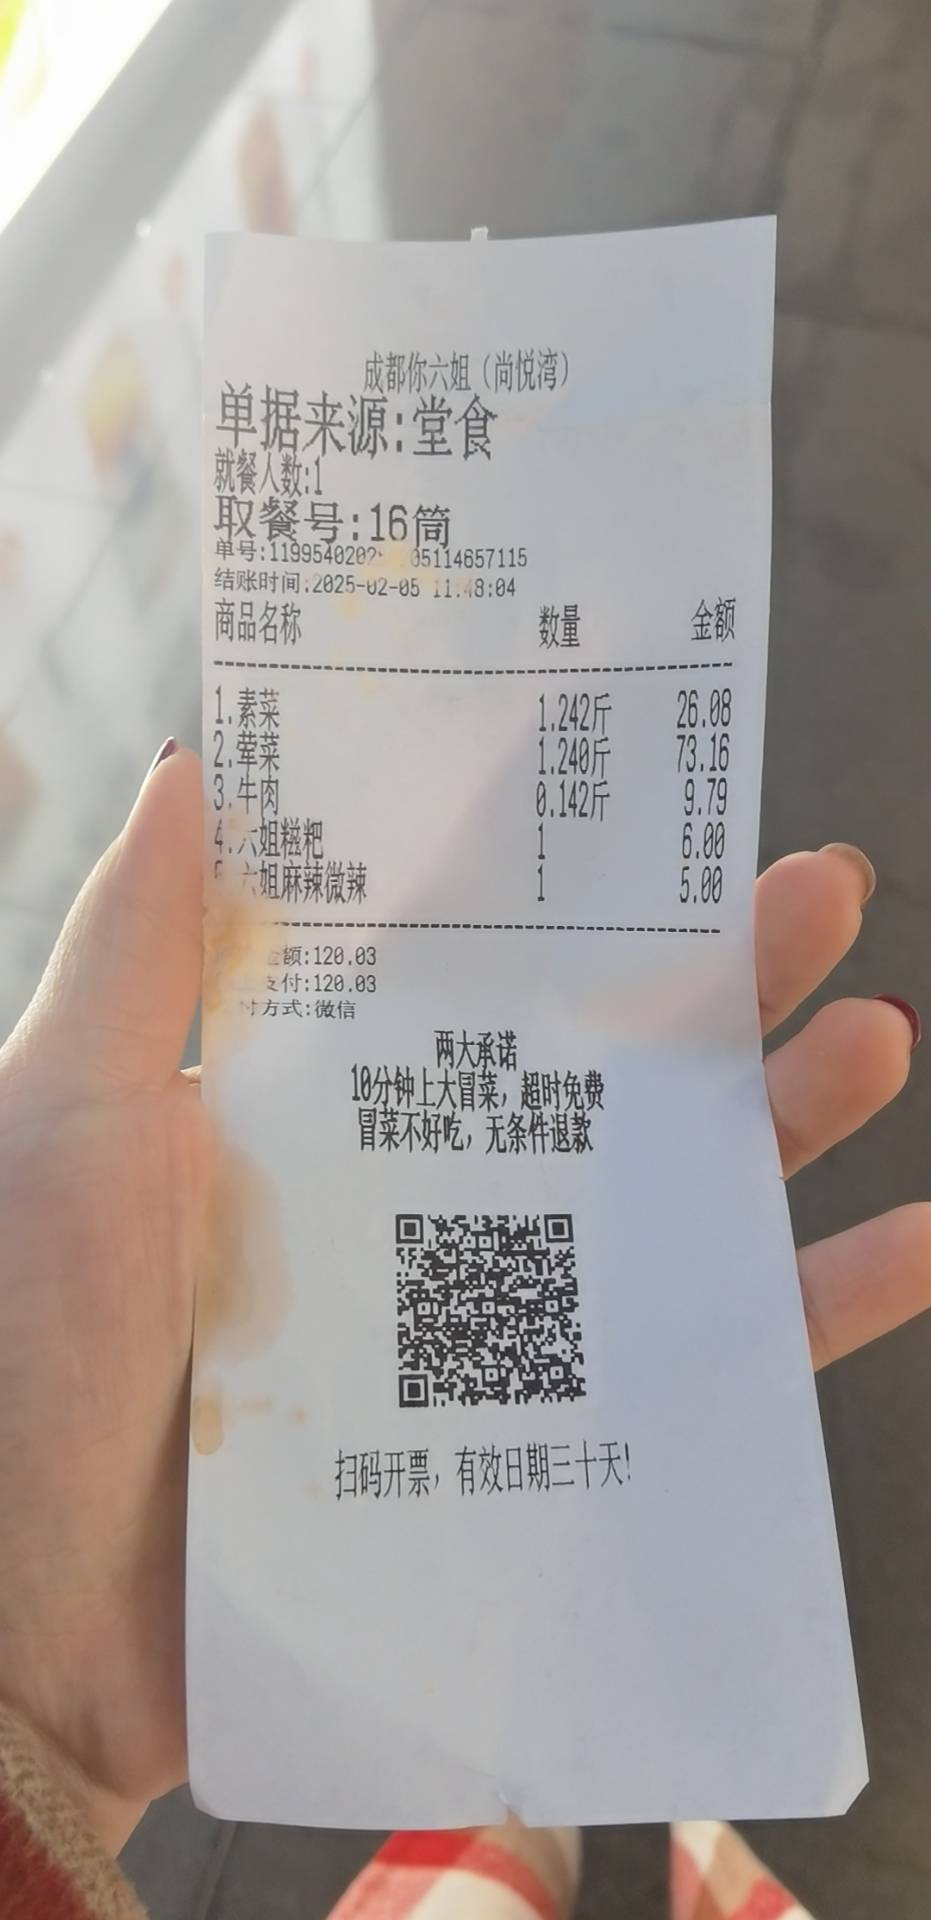 成都你六姐（尚悦湾）
单据来源:堂食
就餐人数:1
取餐号:16筒
单号:1199540202 05114657115
结账时间:2025-02-05 11:48:04
商品名称 数量 金额
1.素菜 1.242斤 26.08
2.荤菜 1.240斤 73.16
3.牛肉 0.142斤 9.79
4.六姐糍粑 1 6.00
六姐麻辣微辣 1 5.00
金额:120.03
支付:120.03
付方式:微信
两大承诺
10分钟上大冒菜，超时免费
冒菜不好吃，无条件退款
扫码开票，有效日期三十天!